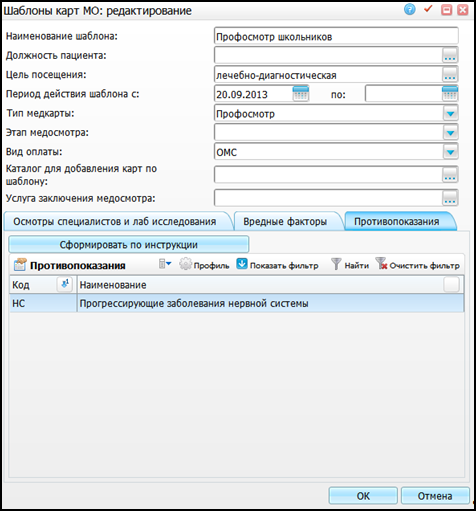 Шаблоны карт МО: редактирование
Наименование шаблона: Профосмотр школьников
Должность пациента:
Цель посещения: лечебно-диагностическая
Период действия шаблона с: 20.09.2013 по:
Тип медкарты: Профосмотр
Этап медосмотра:
Вид оплаты: ОМС
Каталог для добавления карт по
шаблону:
Услуга заключения медосмотра:
Осмотры специалистов и лаб исследования Вредные факторы Противопоказания
Сформировать по инструкции
Противопоказания Профиль Показать фильтр Найти Очистить фильтр
Код Наименование
НС Прогрессирующие заболевания нервной системы
ОК Отмена